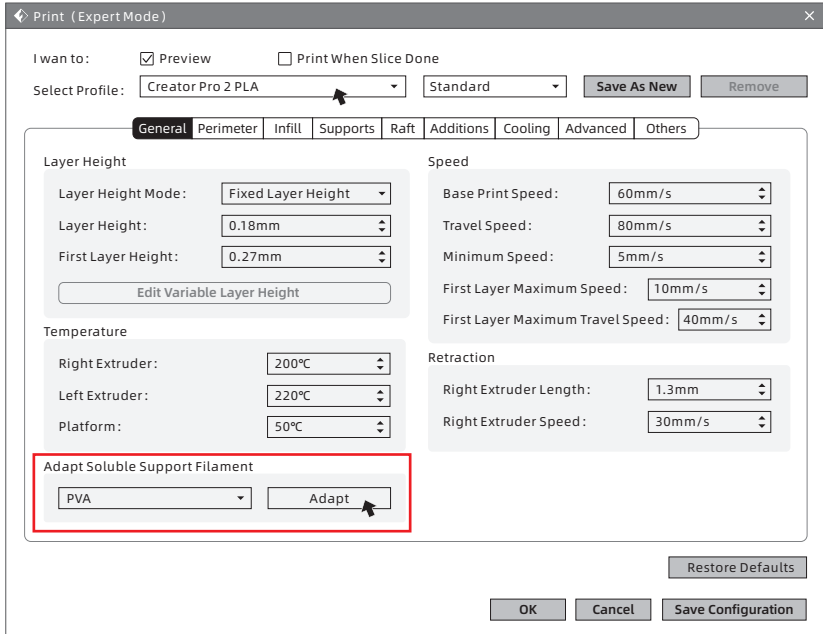 Print (Expert Mode)
I wan to:
Preview
Print When Slice Done
Select Profile:
Creator Pro 2 PLA
Standard
Save As New
Remove
General
Perimeter
Infill
Supports
Raft
Additions
Cooling
Advanced
Others
Layer Height
Layer Height Mode:
Fixed Layer Height
Layer Height:
0.18mm
First Layer Height:
0.27mm
Edit Variable Layer Height
Temperature
Right Extruder:
200℃
Left Extruder:
220℃
Platform:
50℃
Adapt Soluble Support Filament
PVA
Adapt
Speed
Base Print Speed:
60mm/s
Travel Speed:
80mm/s
Minimum Speed:
5mm/s
First Layer Maximum Speed:
10mm/s
First Layer Maximum Travel Speed:
40mm/s
Retraction
Right Extruder Length:
1.3mm
Right Extruder Speed:
30mm/s
Restore Defaults
OK
Cancel
Save Configuration